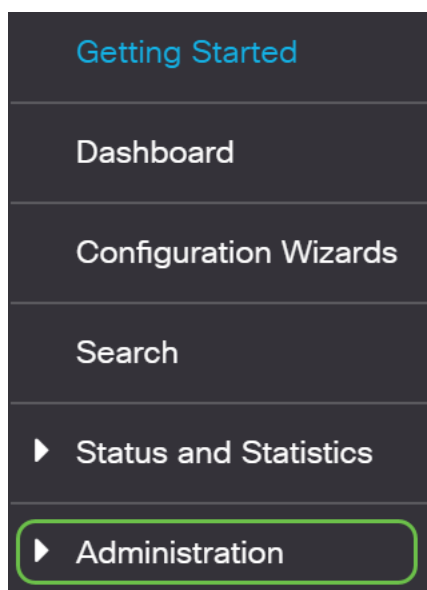 Getting Started
Dashboard
Configuration Wizards
Search
Status and Statistics
Administration